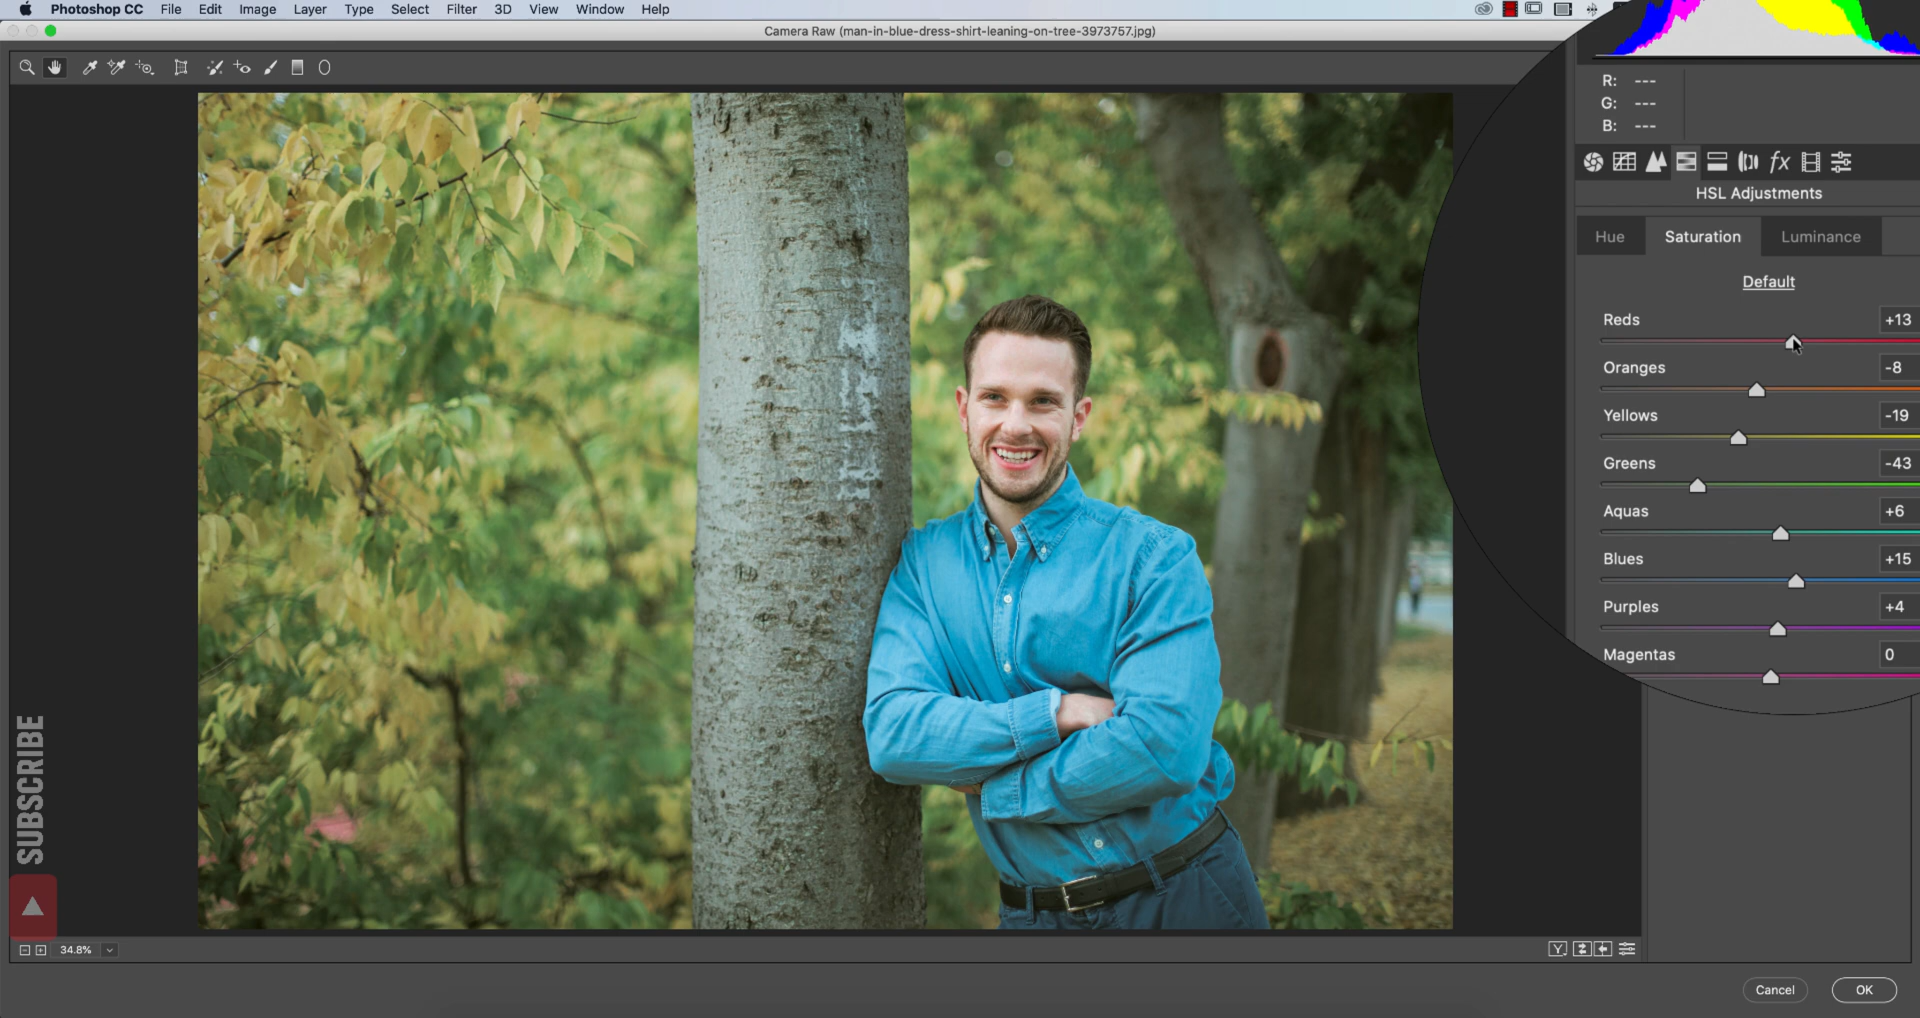 Photoshop CC File Edit Image Layer Type Select Filter 3D View Window Help
Camera Raw (man-in-blue-dress-shirt-leaning-on-tree-3973757.jpg)
R: ---
G: ---
B: ---
fx
HSL Adjustments
Hue Saturation Luminance
Default
Reds +13
Oranges -8
Yellows -19
Greens -43
Aquas +6
Blues +15
Purples +4
Magentas 0
SUBSCRIBE
34.8%
Y
Cancel OK